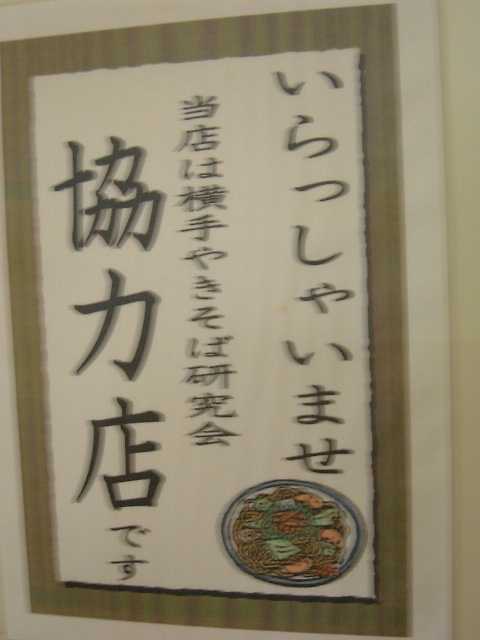 いらっしゃいませ
当店は横手やきそば研究会
協力店です